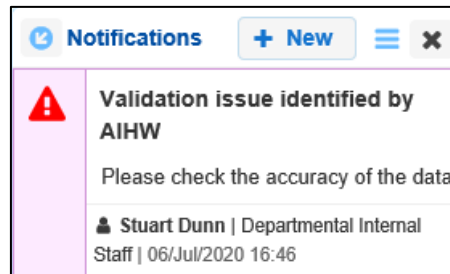 Notifications + New
Validation issue identified by
AIHW
Please check the accuracy of the data
Stuart Dunn | Departmental Internal
Staff | 06/Jul/2020 16:46